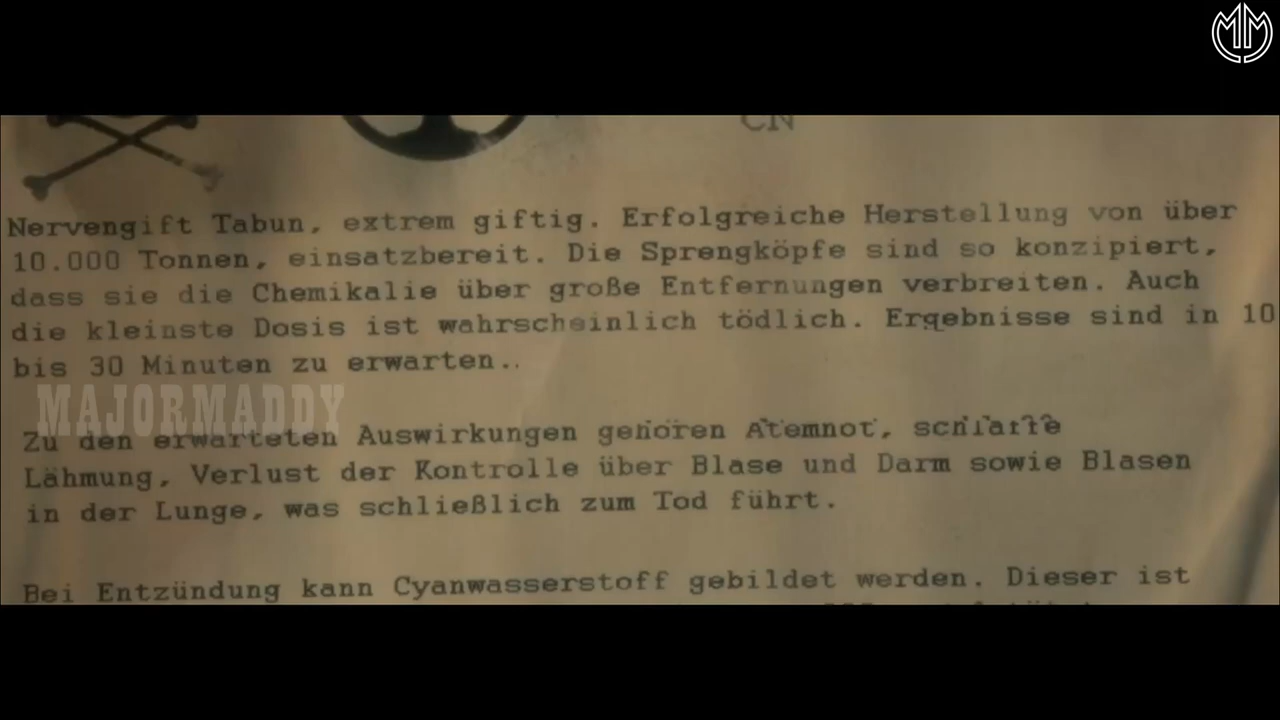 CN
Nervengift Tabun, extrem giftig. Erfolgreiche Herstellung von über
10.000 Tonnen, einsatzbereit. Die Sprengköpfe sind so konzipiert,
dass sie die Chemikalie über große Entfernungen verbreiten. Auch
die kleinste Dosis ist wahrscheinlich tödlich. Ergebnisse sind in 10
bis 30 Minuten zu erwarten..
MAJORMADDY
Zu den erwarteten Auswirkungen gehören Atemnot, schlaffe
Lähmung, Verlust der Kontrolle über Blase und Darm sowie Blasen
in der Lunge, was schließlich zum Tod führt.
Bei Entzündung kann Cyanwasserstoff gebildet werden. Dieser ist